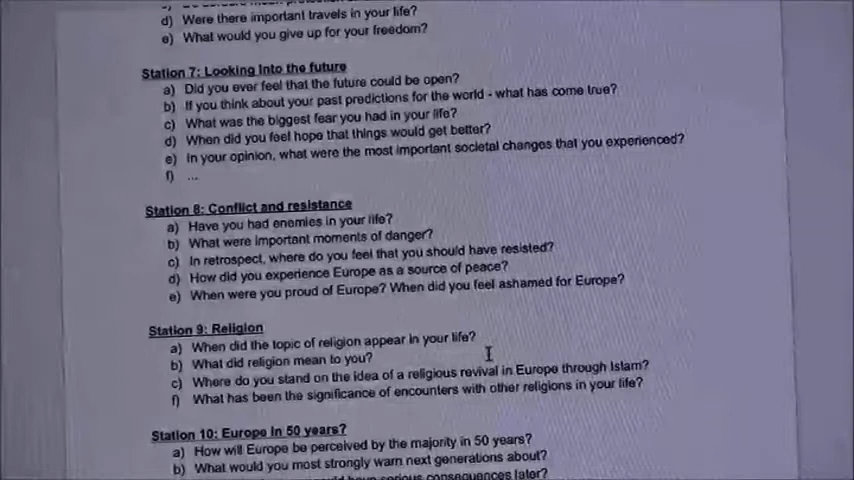 d) Were there important travels in your life?
e) What would you give up for your freedom?
Station 7: Looking into the future
a) Did you ever feel that the future could be open?
b) If you think about your past predictions for the world - what has come true?
c) What was the biggest fear you had in your life?
d) When did you feel hope that things would get better?
e) In your opinion, what were the most important societal changes that you experienced?
f) ...
Station 8: Conflict and resistance
a) Have you had enemies in your life?
b) What were important moments of danger?
c) In retrospect, where do you feel that you should have resisted?
d) How did you experience Europe as a source of peace?
e) When were you proud of Europe? When did you feel ashamed for Europe?
Station 9: Religion
a) When did the topic of religion appear in your life?
b) What did religion mean to you?
c) Where do you stand on the idea of a religious revival in Europe through Islam?
f) What has been the significance of encounters with other religions in your life?
Station 10: Europe in 50 years?
a) How will Europe be perceived by the majority in 50 years?
b) What would you most strongly warn next generations about?
serious consequences later?